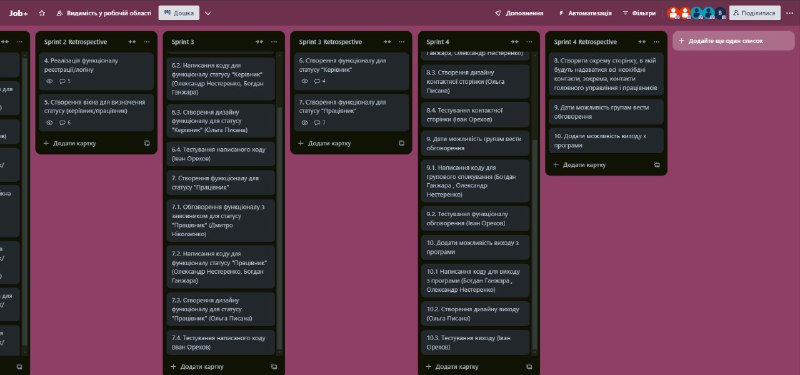 Job+ Видимість у робочій області Дошка Доповнення Автоматизація Фільтри Поділитися
Sprint 2 Retrospective
4. Реалізація функціоналу
реєстрації/логіну
5
5. Створення вікна для визначення
статусу (керівник/працівник)
6
+ Додати картку
Sprint 3
6.2. Написання коду для
функціоналу статусу "Керівник"
(Олександр Нестеренко, Богдан
Ганжара)
6.3. Створення дизайну
функціоналу для статусу
"Керівник" (Ольга Писана)
6.4. Тестування написаного коду
(Іван Орехов)
7. Створення функціоналу для
статусу "Працівник"
7.1. Обговорення функціоналу з
замовником для статусу
"Працівник" (Дмитро
Ніколаєнко)
7.2. Написання коду для
функціоналу статусу "Працівник"
(Олександр Нестеренко, Богдан
Ганжара)
7.3. Створення дизайну
функціоналу для статусу
"Працівник" (Ольга Писана)
7.4. Тестування написаного коду
(Іван Орехов)
+ Додати картку
Sprint 3 Retrospective
6. Створення функціоналу для
статусу "Керівник"
4
7. Створення функціоналу для
статусу "Працівник"
7
+ Додати картку
Sprint 4
Ганжара, Олександр Нестеренко)
8.3. Створення дизайну
контактної сторінки (Ольга
Писана)
8.4. Тестування контактної
сторінки (Іван Орехов)
9. Дати можливість групам вести
обговорення
9.1. Написання коду для
групового спілкування (Богдан
Ганжара , Олександр
Нестеренко)
9.2. Тестування функціоналу
обговорення (Іван Орехов)
10. Додати можливість виходу з
програми
10.1 Написання коду для виходу
з програми (Богдан Ганжара ,
Олександр Нестеренко)
10.2. Створення дизайну виходу
(Ольга Писана)
10.3. Тестування виходу (Іван
Орехов)
+ Додати картку
Sprint 4 Retrospective
8. Створити окрему сторінку, в якій
будуть надаватися всі необхідні
контакти, зокрема, контакти
головного управління і працівників
9. Дати можливість групам вести
обговорення
10. Додати можливість виходу з
програми
+ Додати картку
+ Додайте ще один список